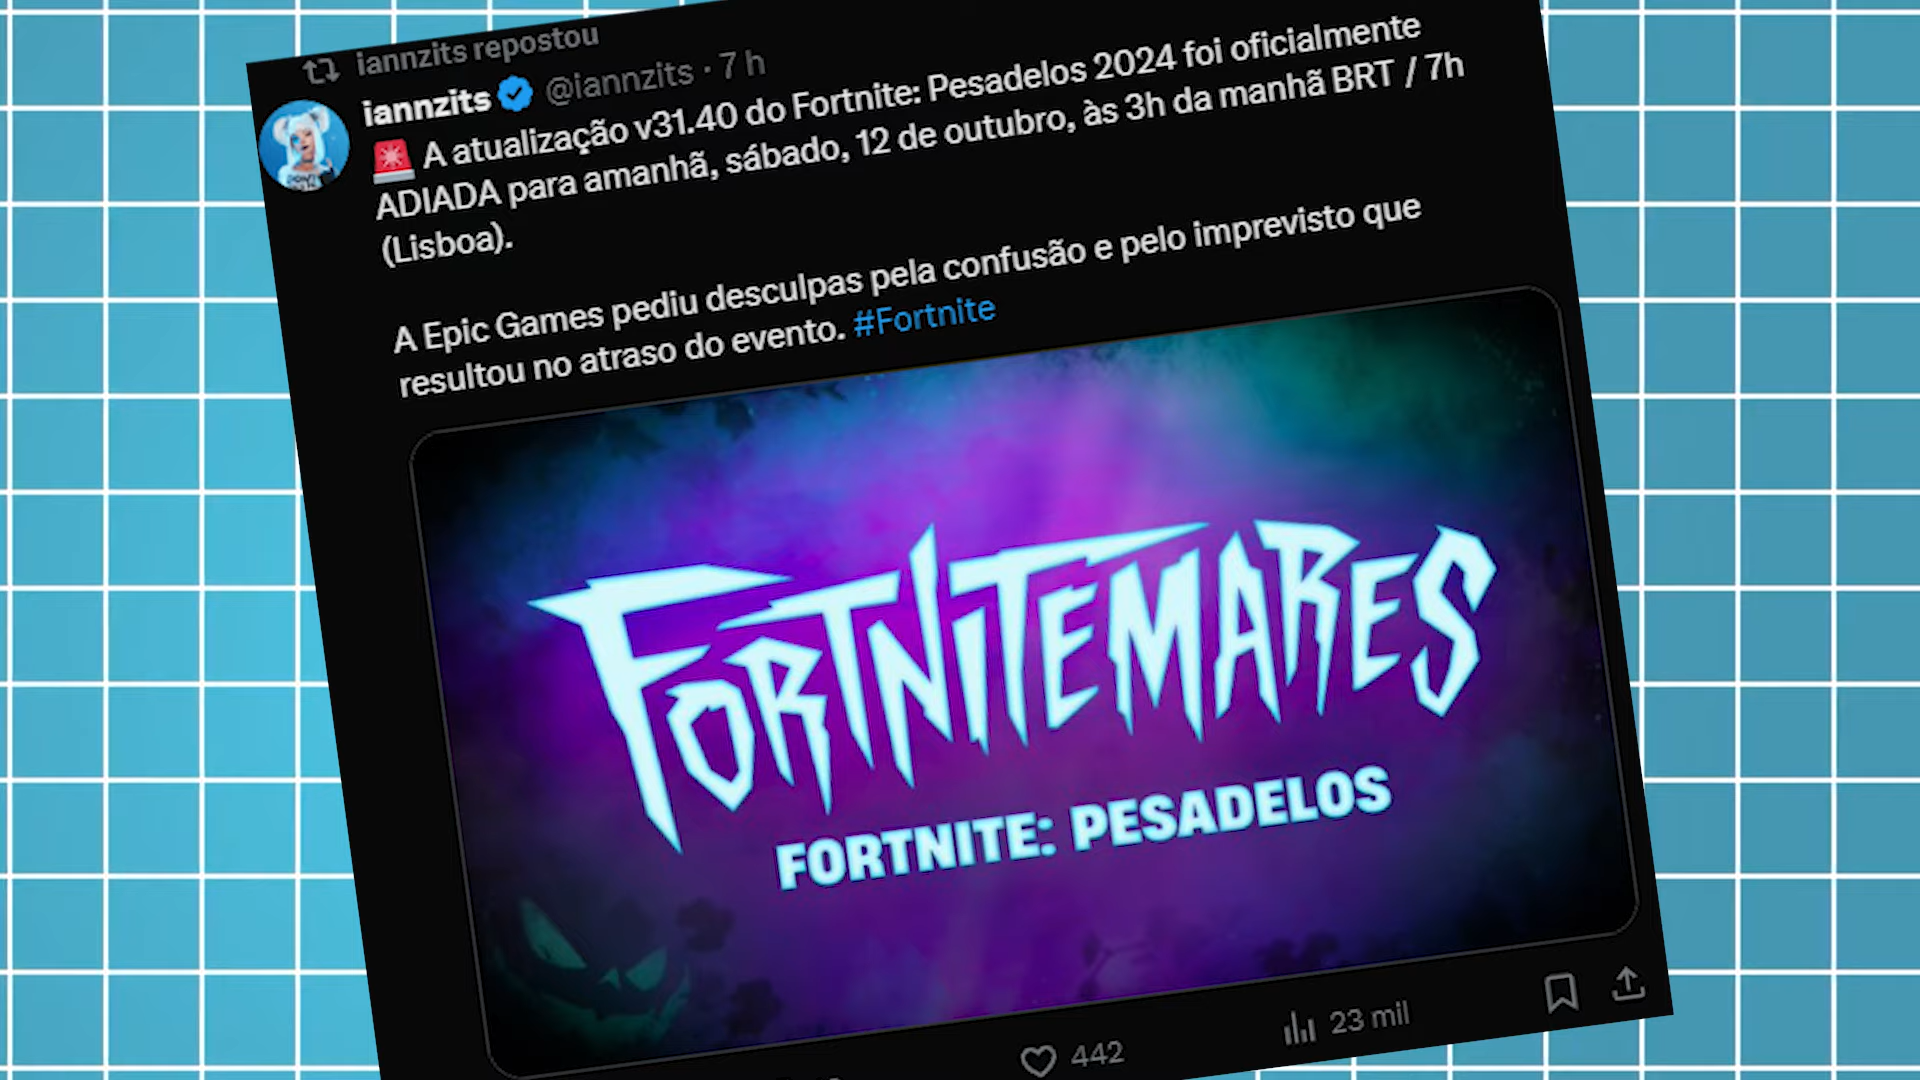 iannzits repostou
iannzits @iannzits · 7 h
🚨 A atualização v31.40 do Fortnite: Pesadelos 2024 foi oficialmente
ADIADA para amanhã, sábado, 12 de outubro, às 3h da manhã BRT / 7h
(Lisboa).
A Epic Games pediu desculpas pela confusão e pelo imprevisto que
resultou no atraso do evento. #Fortnite
FORTNITEMARES
FORTNITE: PESADELOS
442
23 mil